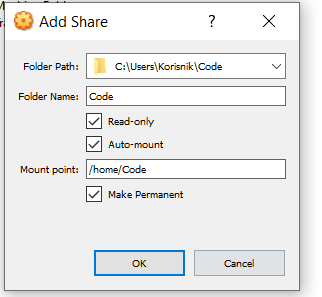 Add Share
?
Folder Path: C:\Users\Korisnik\Code
Folder Name: Code
Read-only
Auto-mount
Mount point: /home/Code
Make Permanent
OK Cancel